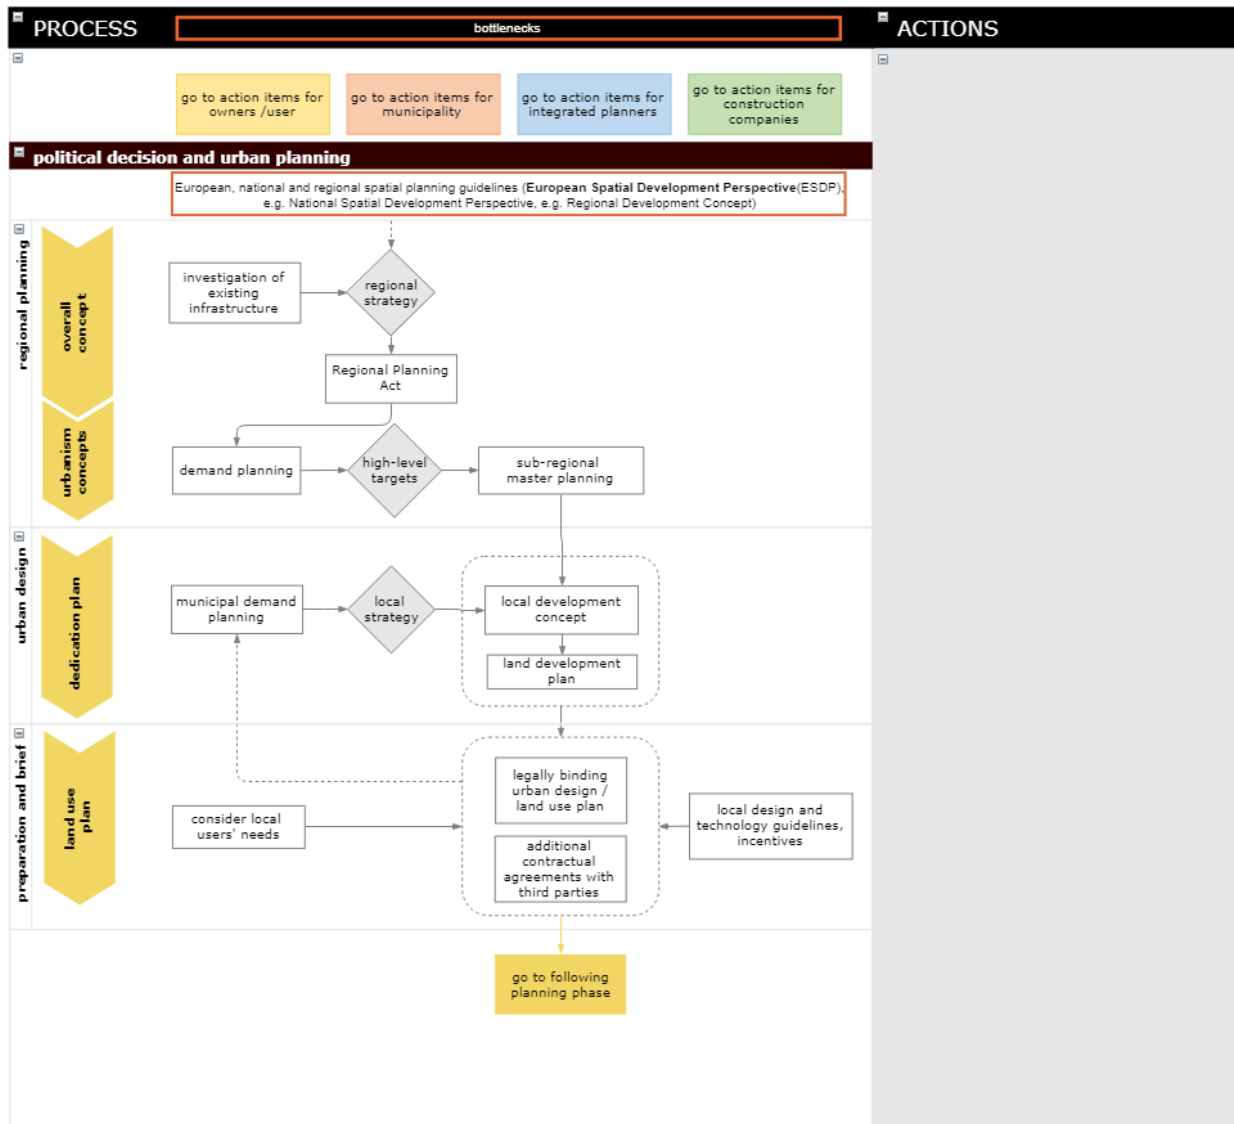 PROCESS
bottlenecks
ACTIONS
go to action items for
owners /user
go to action items for
municipality
go to action items for
integrated planners
go to action items for
construction
companies
political decision and urban planning
European, national and regional spatial planning guidelines (European Spatial Development Perspective(ESDP),
e.g. National Spatial Development Perspective, e.g. Regional Development Concept)
regional planning
overall
concept
investigation of
existing
infrastructure
regional
strategy
Regional Planning
Act
urbanism
concepts
demand planning
high-level
targets
sub-regional
master planning
urban design
dedication plan
municipal demand
planning
local
strategy
local development
concept
land development
plan
preparation and brief
land use
plan
consider local
users' needs
legally binding
urban design /
land use plan
additional
contractual
agreements with
third parties
local design and
technology guidelines,
incentives
go to following
planning phase